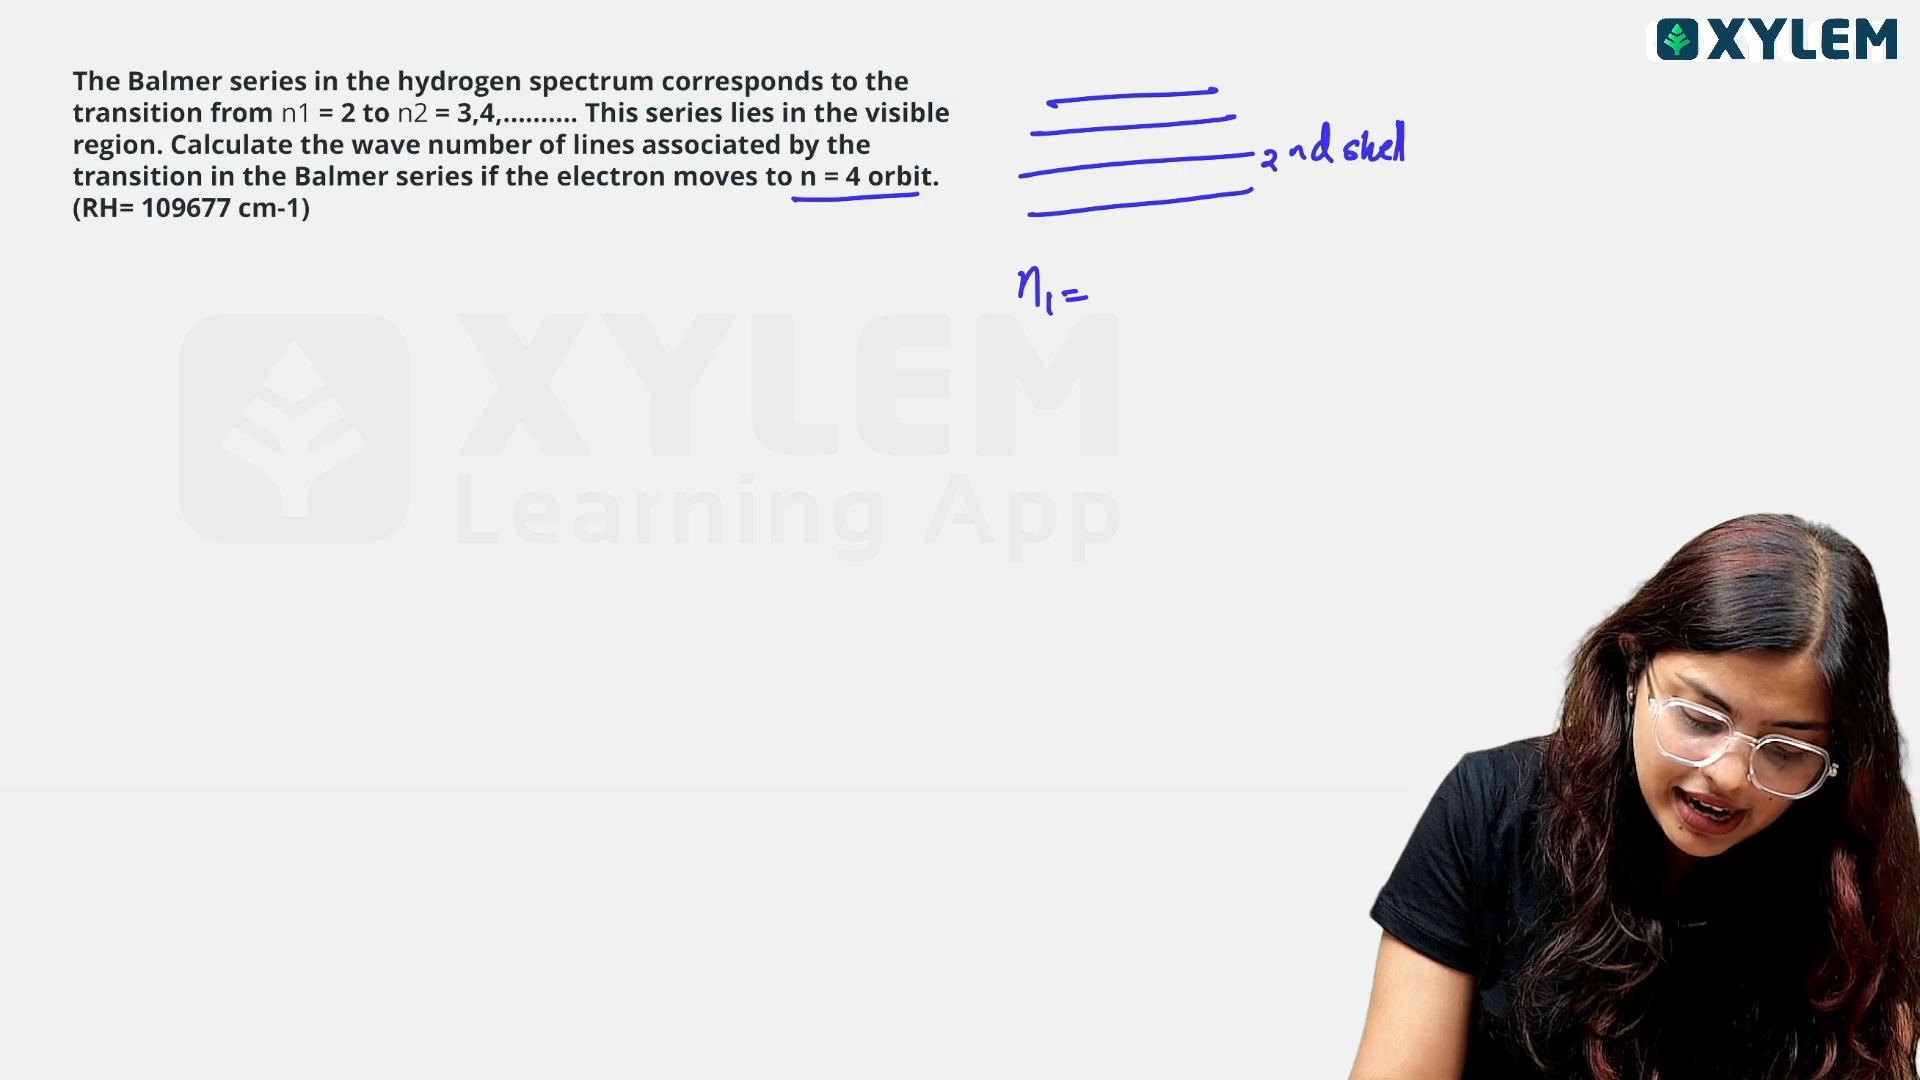 XYLEM
The Balmer series in the hydrogen spectrum corresponds to the
transition from n1 = 2 to n2 = 3,4,.......... This series lies in the visible
region. Calculate the wave number of lines associated by the
transition in the Balmer series if the electron moves to n = 4 orbit.
(RH= 109677 cm-1)
2nd shell
n1 =
XYLEM
Learning App